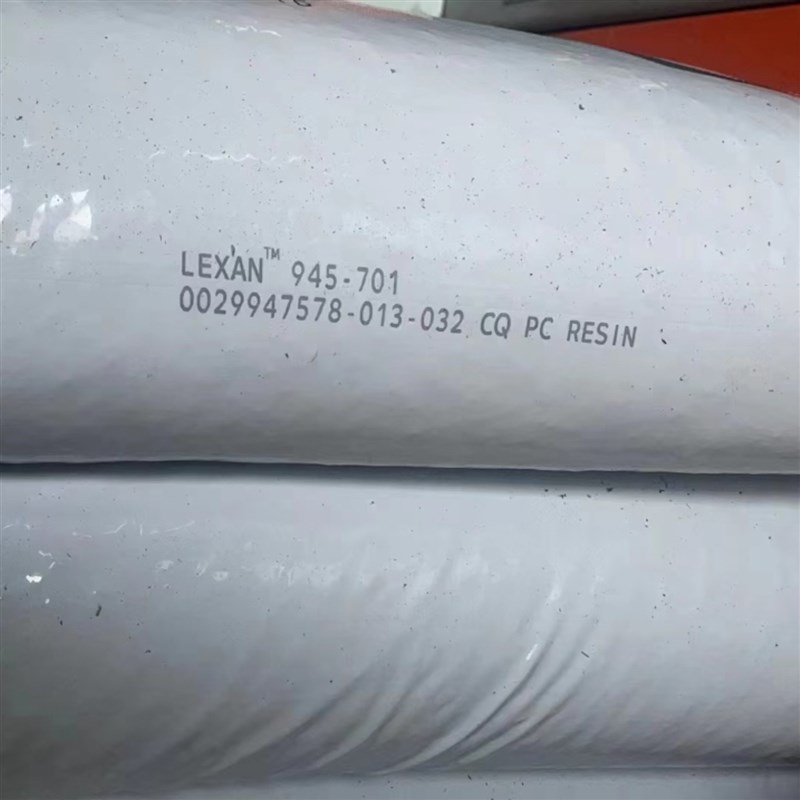 LEXAN™ 945-701
0029947578-013-032 CQ PC RESIN